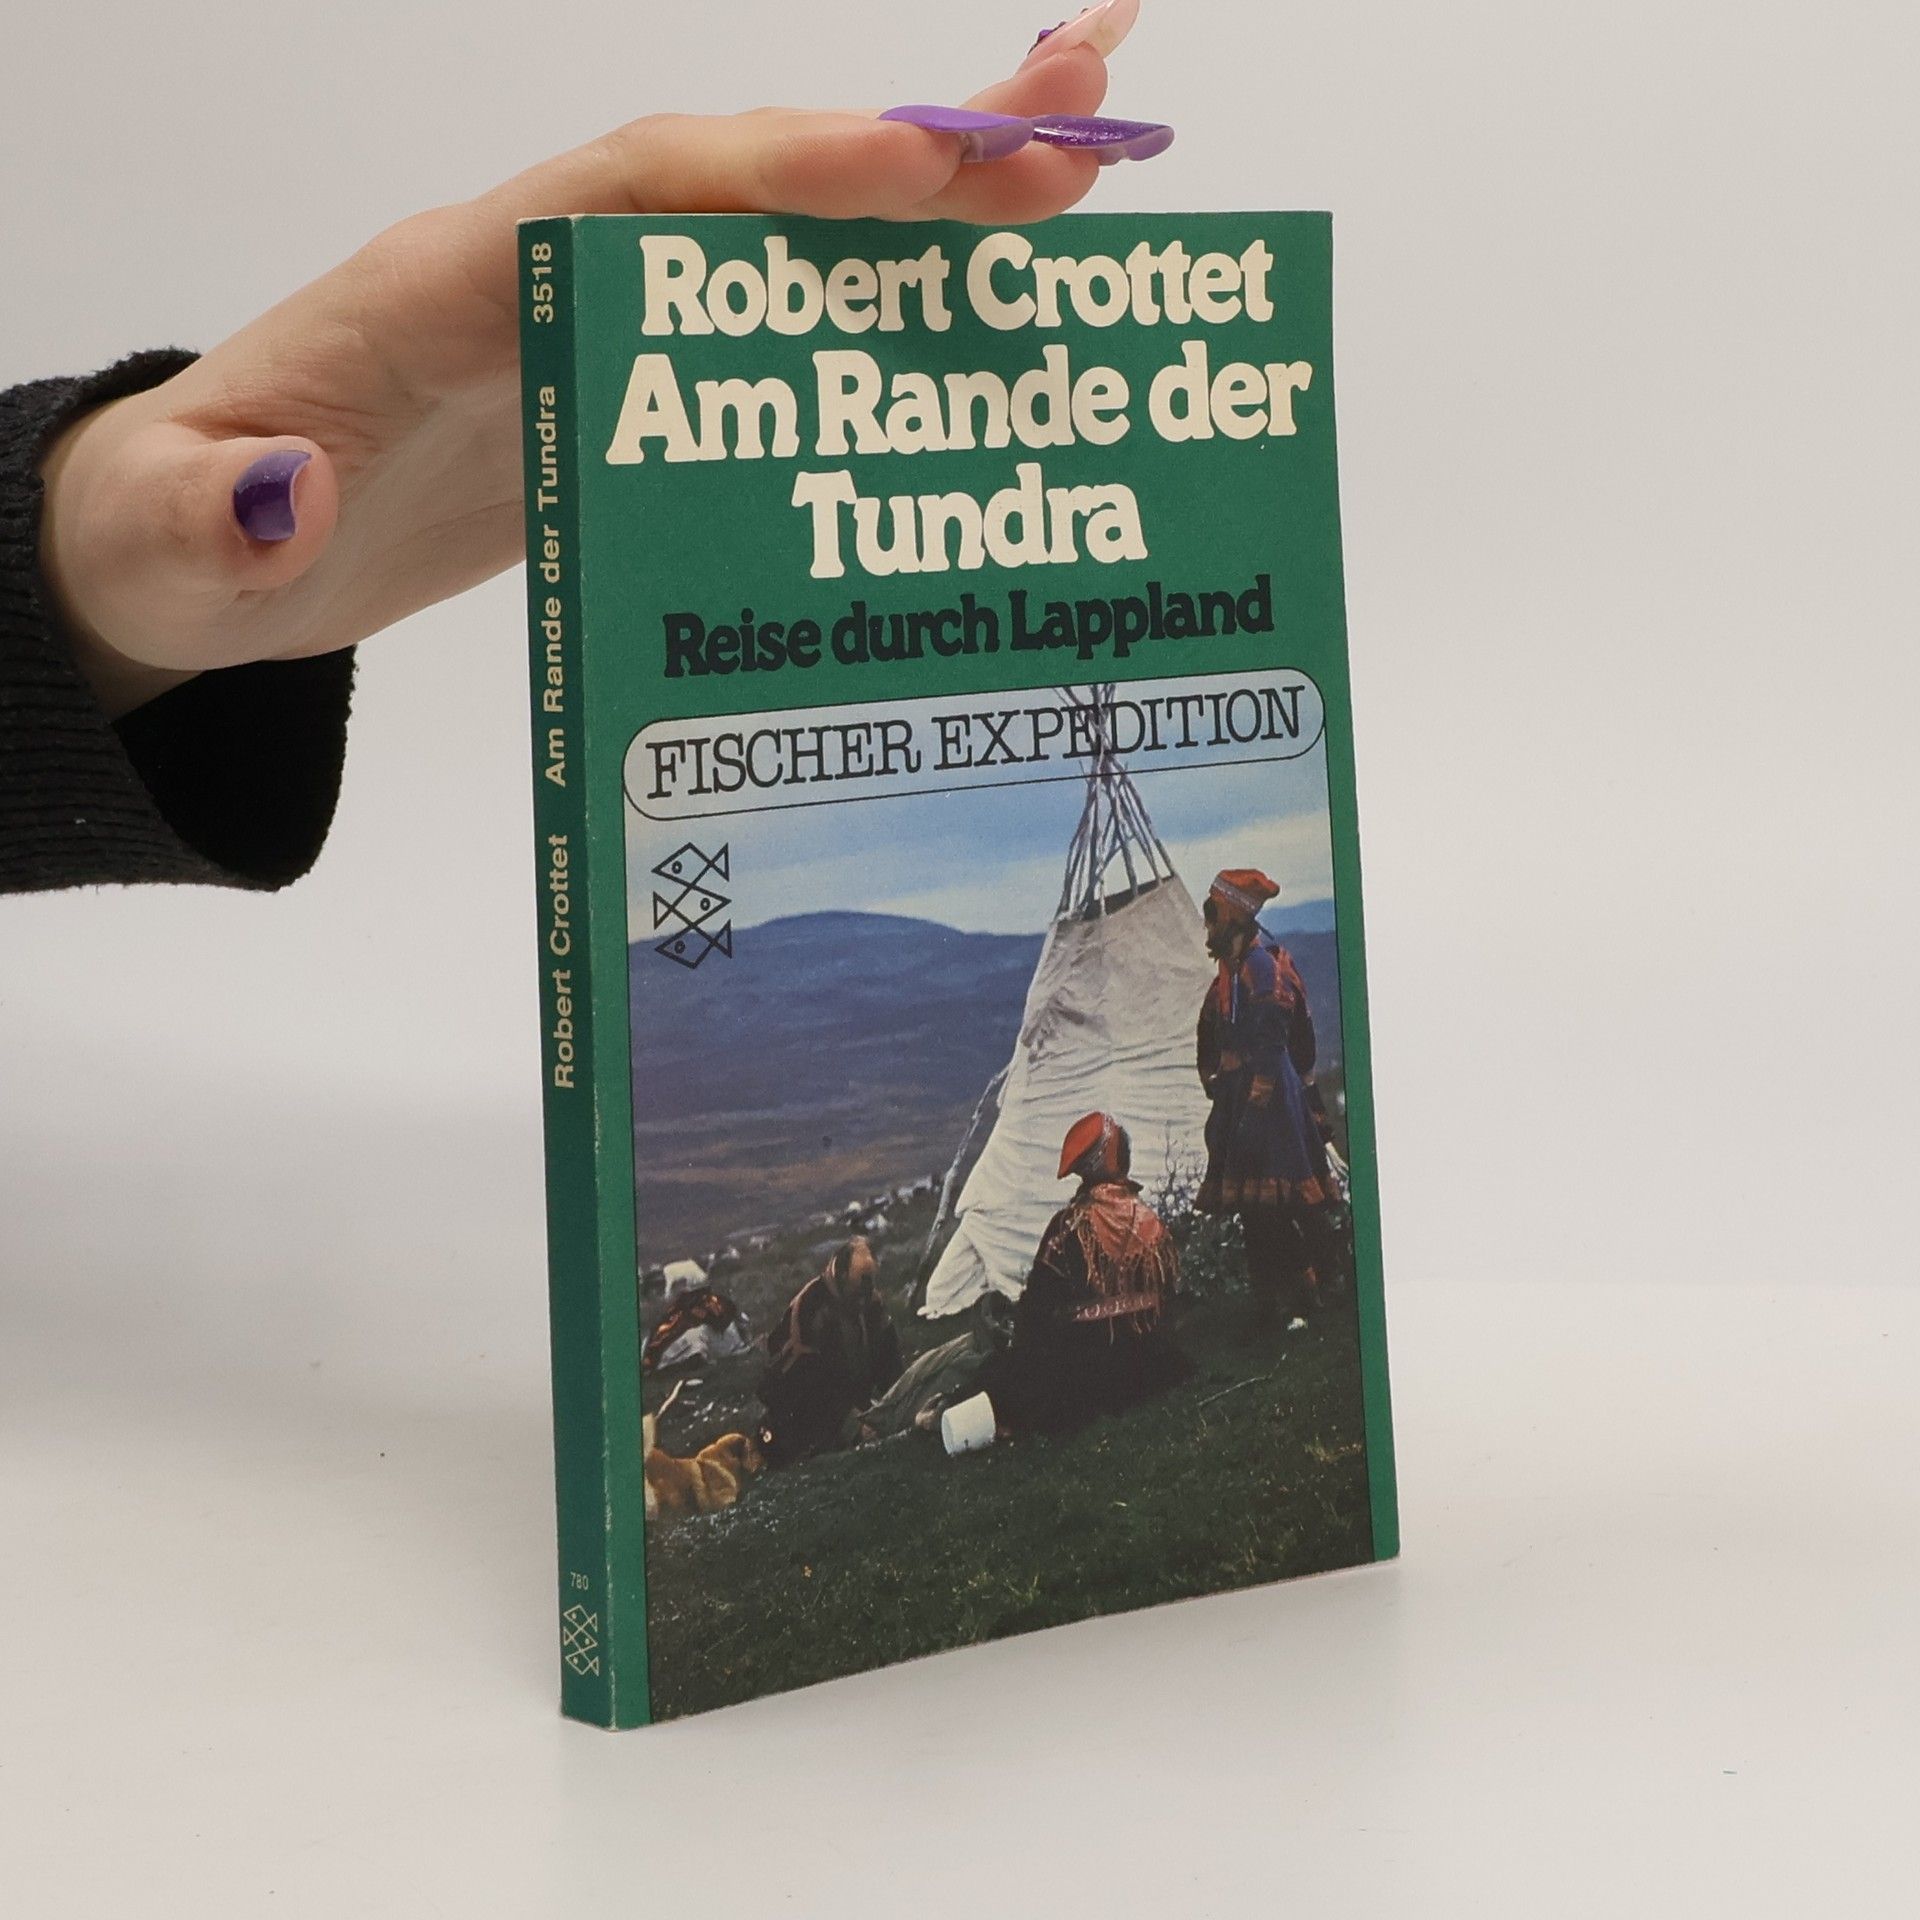 Robert Crottet
Am Rande der
Tundra
Reise durch Lappland
FISCHER EXPEDITION
Robert Crottet Am Rande der Tundra 3518
780